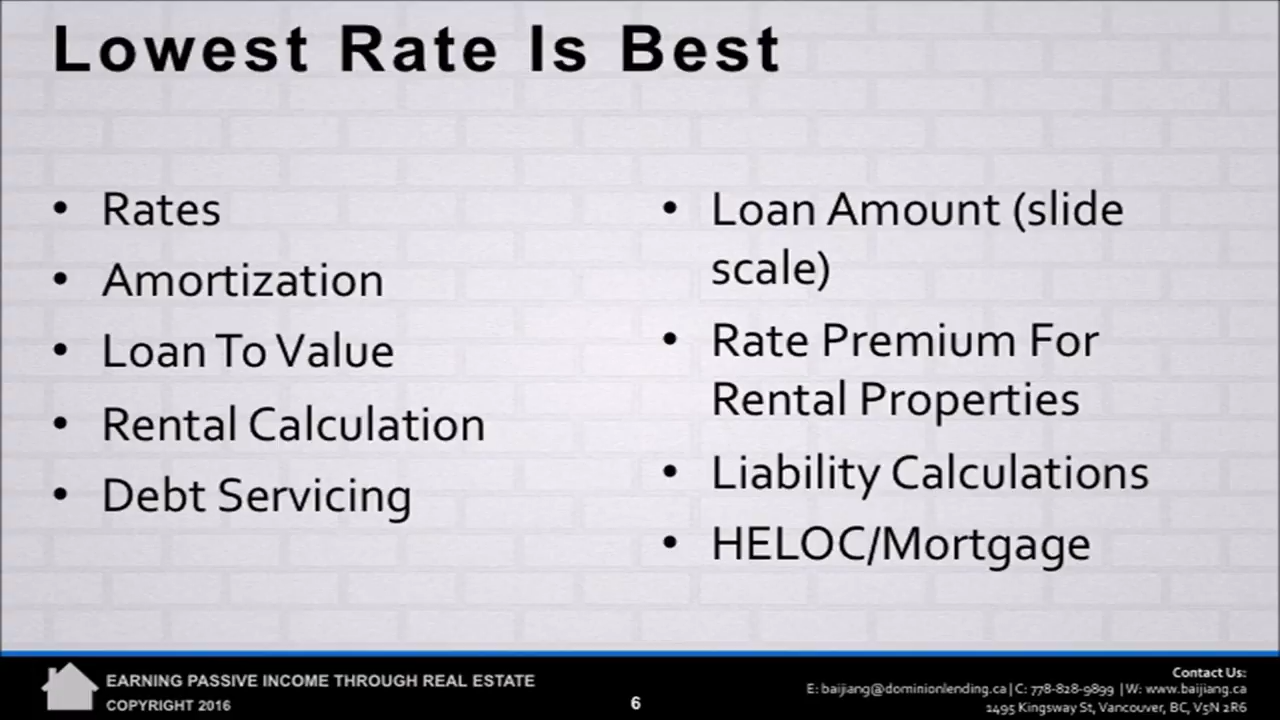 Lowest Rate Is Best
• Rates
• Amortization
• Loan To Value
• Rental Calculation
• Debt Servicing
• Loan Amount (slide
scale)
• Rate Premium For
Rental Properties
• Liability Calculations
• HELOC/Mortgage
EARNING PASSIVE INCOME THROUGH REAL ESTATE
COPYRIGHT 2016
6
Contact Us:
E: baijiang@dominionlending.ca | C: 778-828-9899 | W: www.baijiang.ca
1495 Kingsway St, Vancouver, BC, V5N 2R6